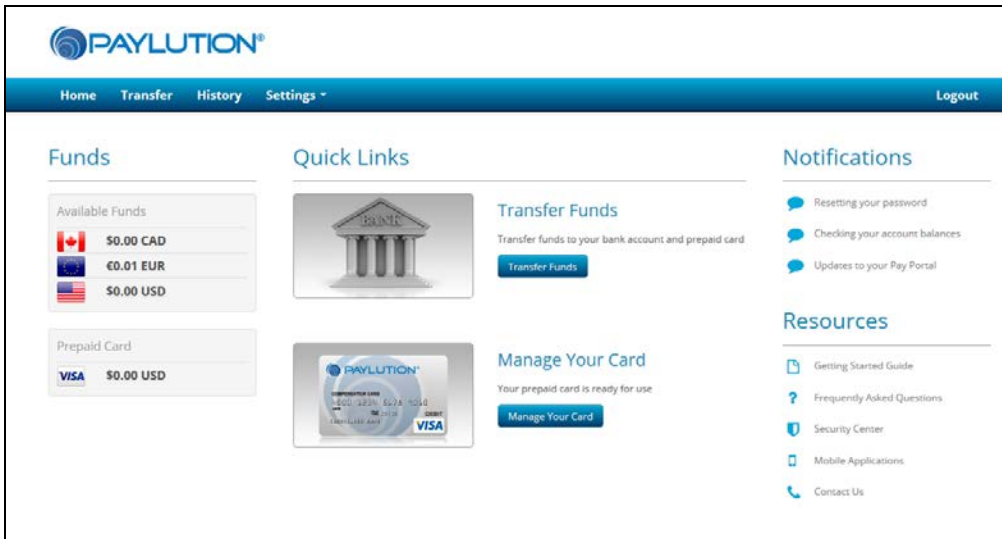 PAYLUTION®
Home Transfer History Settings Logout
Funds
Available Funds
$0.00 CAD
€0.01 EUR
$0.00 USD
Prepaid Card
VISA $0.00 USD
Quick Links
BANK
Transfer Funds
Transfer funds to your bank account and prepaid card
Transfer Funds
PAYLUTION
DEBIT
VISA
Manage Your Card
Your prepaid card is ready for use
Manage Your Card
Notifications
Resetting your password
Checking your account balances
Updates to your Pay Portal
Resources
Getting Started Guide
Frequently Asked Questions
Security Center
Mobile Applications
Contact Us